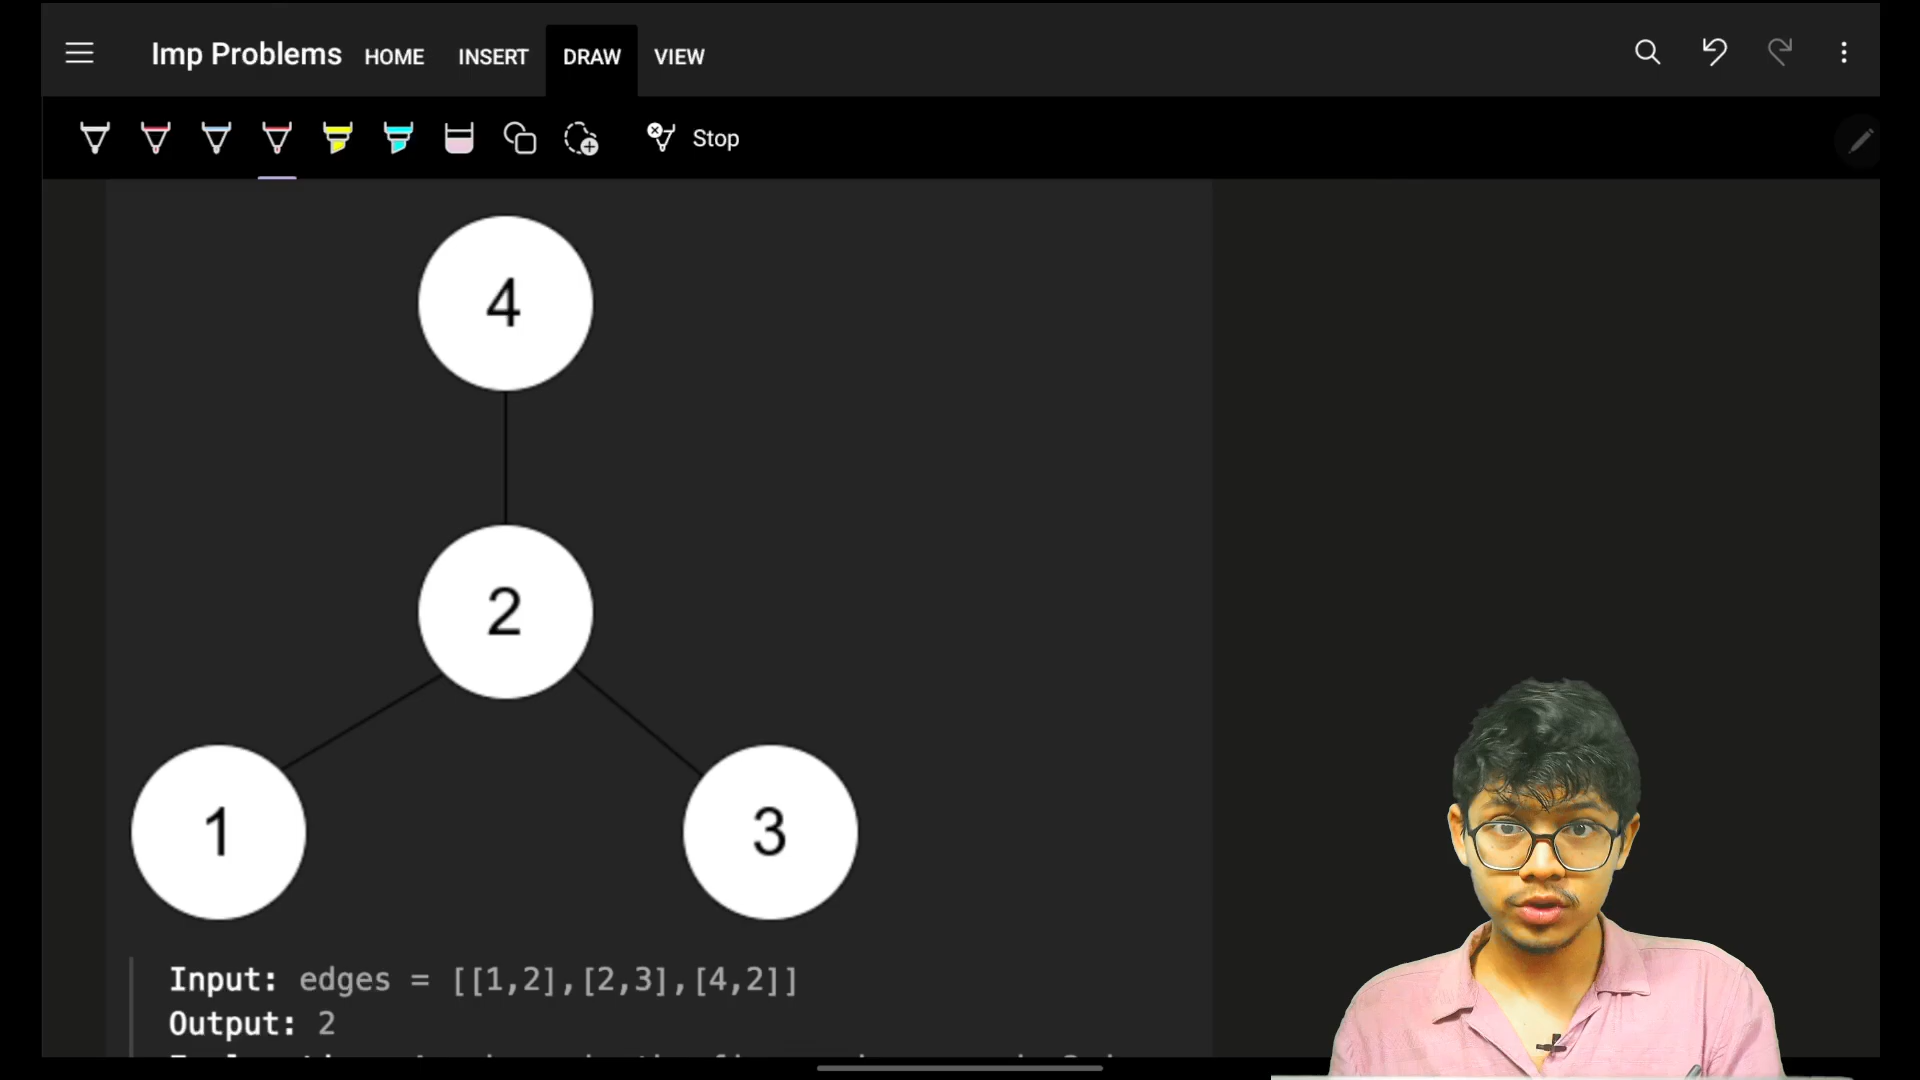 Imp Problems HOME INSERT DRAW VIEW
Stop
4
2
1 3
Input: edges = [[1,2],[2,3],[4,2]]
Output: 2